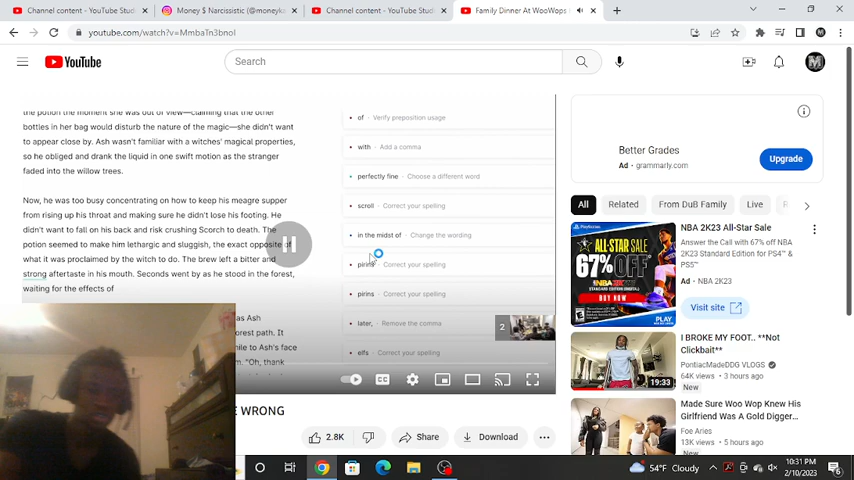 Channel content - YouTube Stud
Money $ Narcissistic (@moneyka
Channel content - YouTube Stud
Family Dinner At WooWops
youtube.com/watch?v=MmbaTn3bnoI
YouTube
Search
the potion the moment she was out of view—claiming that the other
bottles in her bag would disturb the nature of the magic—she didn't want
to appear close by. Ash wasn't familiar with a witches' magical properties,
so he obliged and drank the liquid in one swift motion as the stranger
faded into the willow trees.
Now, he was too busy concentrating on how to keep his meagre supper
from rising up his throat and making sure he didn't lose his footing. He
didn't want to fall on his back and risk crushing Scorch to death. The
potion seemed to make him lethargic and sluggish, the exact opposite of
what it was proclaimed by the witch to do. The brew left a bitter and
strong aftertaste in his mouth. Seconds went by as he stood in the forest,
waiting for the effects of
as Ash
rest path. It
mile to Ash's face
m. "Oh, thank
of · Verify preposition usage
with · Add a comma
perfectly fine · Choose a different word
scroll · Correct your spelling
in the midst of · Change the wording
pirins · Correct your spelling
pirins · Correct your spelling
later, · Remove the comma
elfs · Correct your spelling
2
CC
E WRONG
2.8K
Share
Download
Better Grades
Ad · grammarly.com
Upgrade
All
Related
From DuB Family
Live
R
ALL-STAR SALE
67% OFF
BUY NOW
NBA 2K23 All-Star Sale
Answer the Call with 67% off NBA
2K23 Standard Edition for PS4™ &
PS5™
Ad · NBA 2K23
Visit site
19:33
I BROKE MY FOOT.. **Not
Clickbait**
PontiacMadeDDG VLOGS
64K views • 3 hours ago
New
Made Sure Woo Wop Knew His
Girlfriend Was A Gold Digger...
Foe Aries
13K views • 5 hours ago
New
54°F Cloudy
10:31 PM
2/10/2023
6